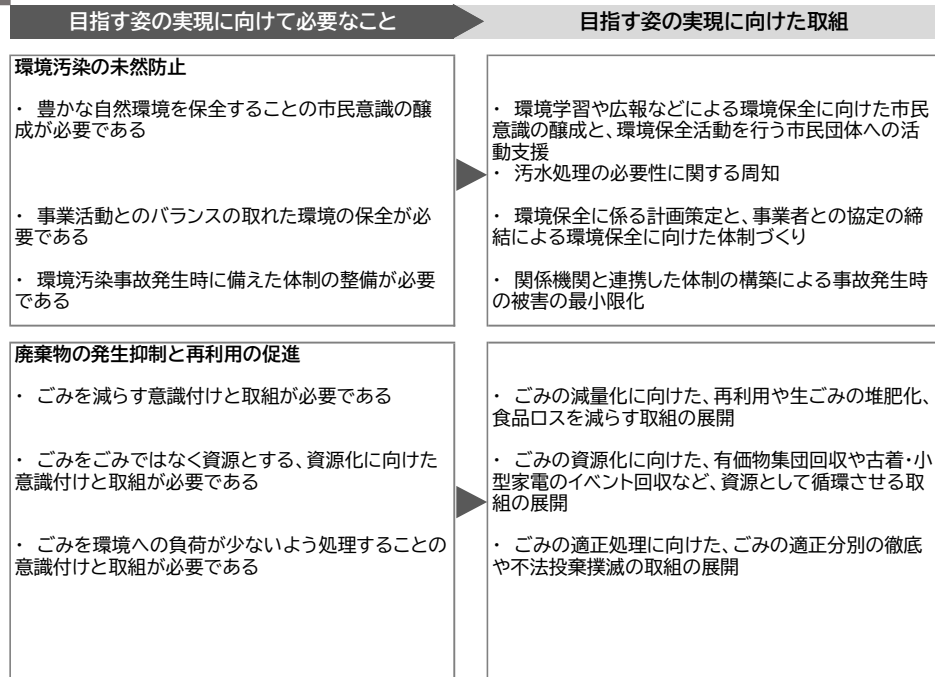 目指す姿の実現に向けて必要なこと
目指す姿の実現に向けた取組
環境汚染の未然防止
・ 豊かな自然環境を保全することの市民意識の醸
成が必要である
・ 事業活動とのバランスの取れた環境の保全が必
要である
・ 環境汚染事故発生時に備えた体制の整備が必要
である
・ 環境学習や広報などによる環境保全に向けた市民
意識の醸成と、環境保全活動を行う市民団体への活
動支援
・ 汚水処理の必要性に関する周知
・ 環境保全に係る計画策定と、事業者との協定の締
結による環境保全に向けた体制づくり
・ 関係機関と連携した体制の構築による事故発生時
の被害の最小限化
廃棄物の発生抑制と再利用の促進
・ ごみを減らす意識付けと取組が必要である
・ ごみをごみではなく資源とする、資源化に向けた
意識付けと取組が必要である
・ ごみを環境への負荷が少ないよう処理することの
意識付けと取組が必要である
・ ごみの減量化に向けた、再利用や生ごみの堆肥化、
食品ロスを減らす取組の展開
・ ごみの資源化に向けた、有価物集団回収や古着・小
型家電のイベント回収など、資源として循環させる取
組の展開
・ ごみの適正処理に向けた、ごみの適正分別の徹底
や不法投棄撲滅の取組の展開